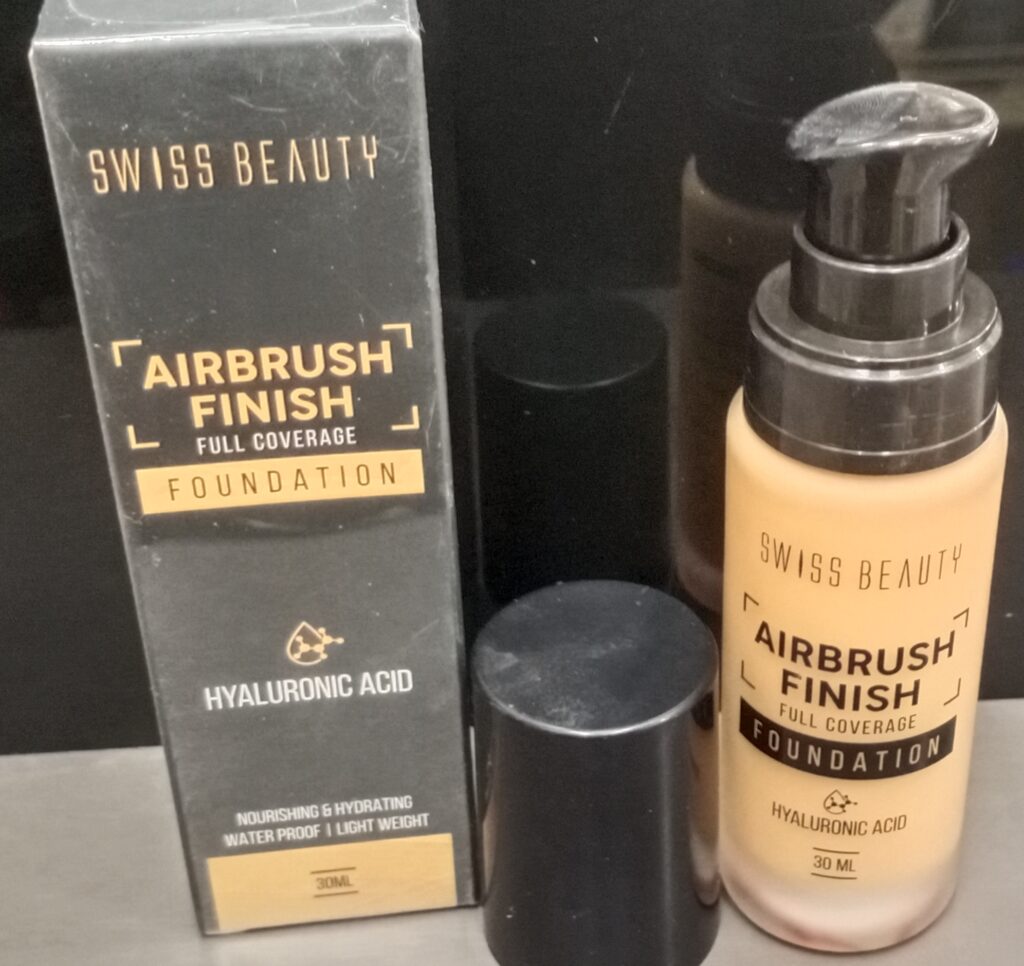 SWISS BEAUTY
AIRBRUSH
FINISH
FULL COVERAGE
FOUNDATION
HYALURONIC ACID
NOURISHING & HYDRATING
WATER PROOF | LIGHT WEIGHT
30ML
SWISS BEAUTY
AIRBRUSH
FINISH
FULL COVERAGE
FOUNDATION
HYALURONIC ACID
30 ML